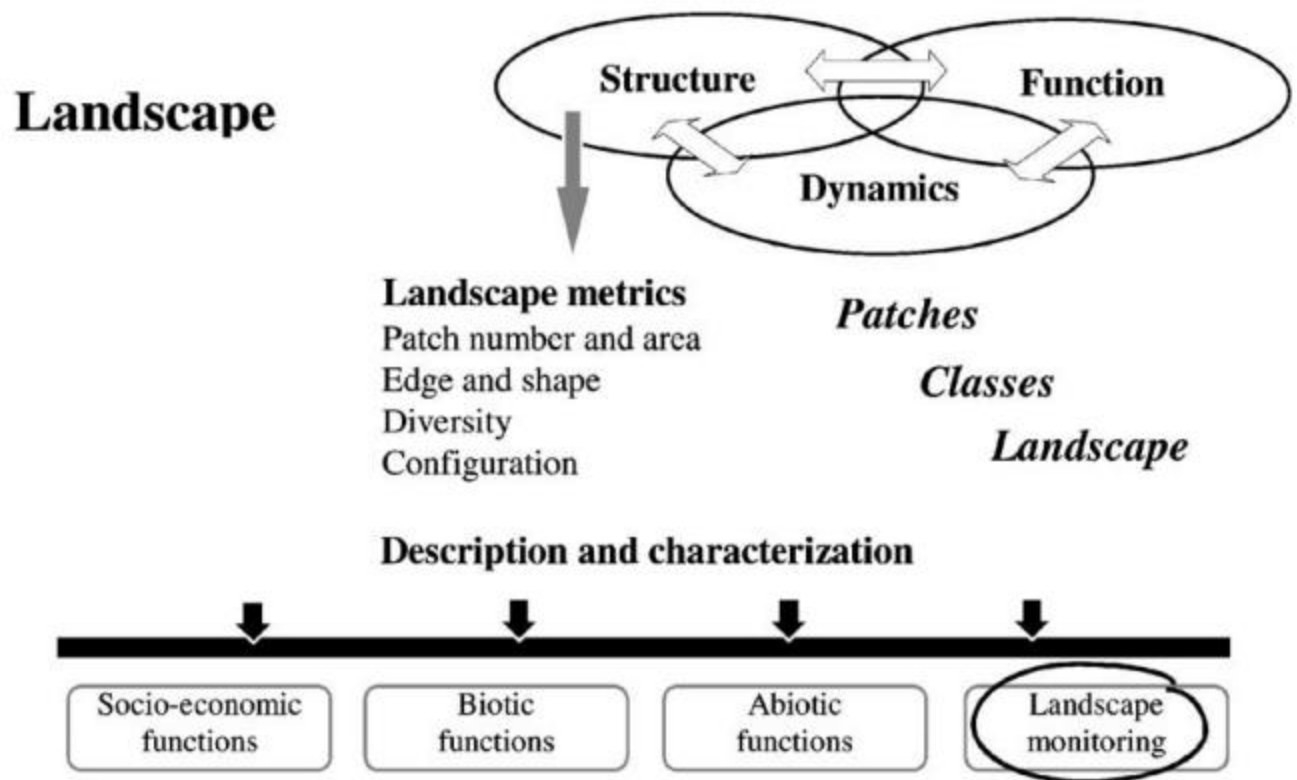 Landscape
Structure
Function
Dynamics
Landscape metrics
Patch number and area
Edge and shape
Diversity
Configuration
Patches
Classes
Landscape
Description and characterization
Socio-economic
functions
Biotic
functions
Abiotic
functions
Landscape
monitoring